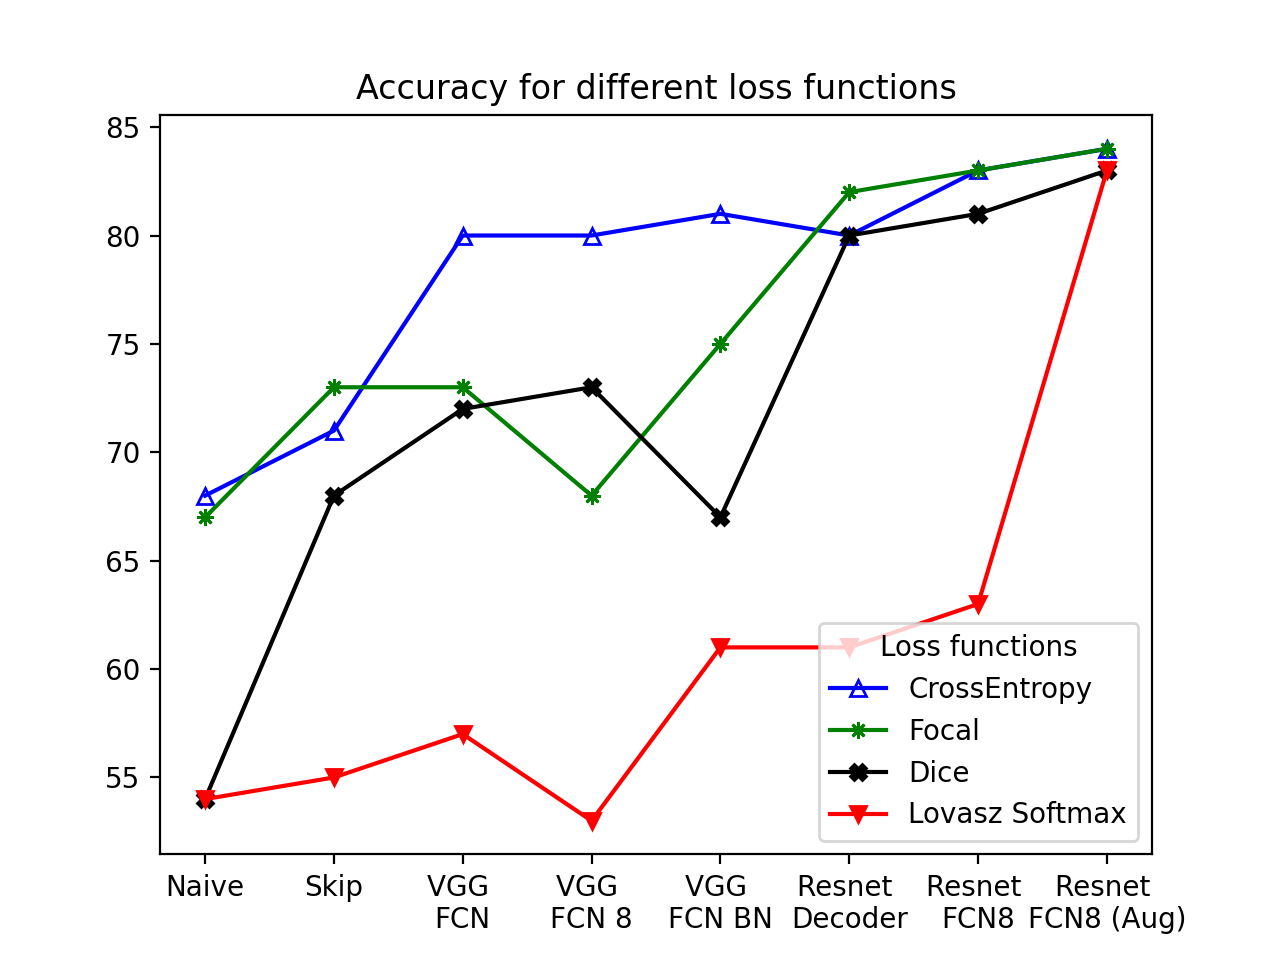 Accuracy for different loss functions
85
80
75
70
65
60
55
Loss functions
CrossEntropy
Focal
Dice
Lovasz Softmax
Naive Skip VGG VGG VGG Resnet Resnet Resnet
FCN FCN 8 FCN BN Decoder FCN8 FCN8 (Aug)